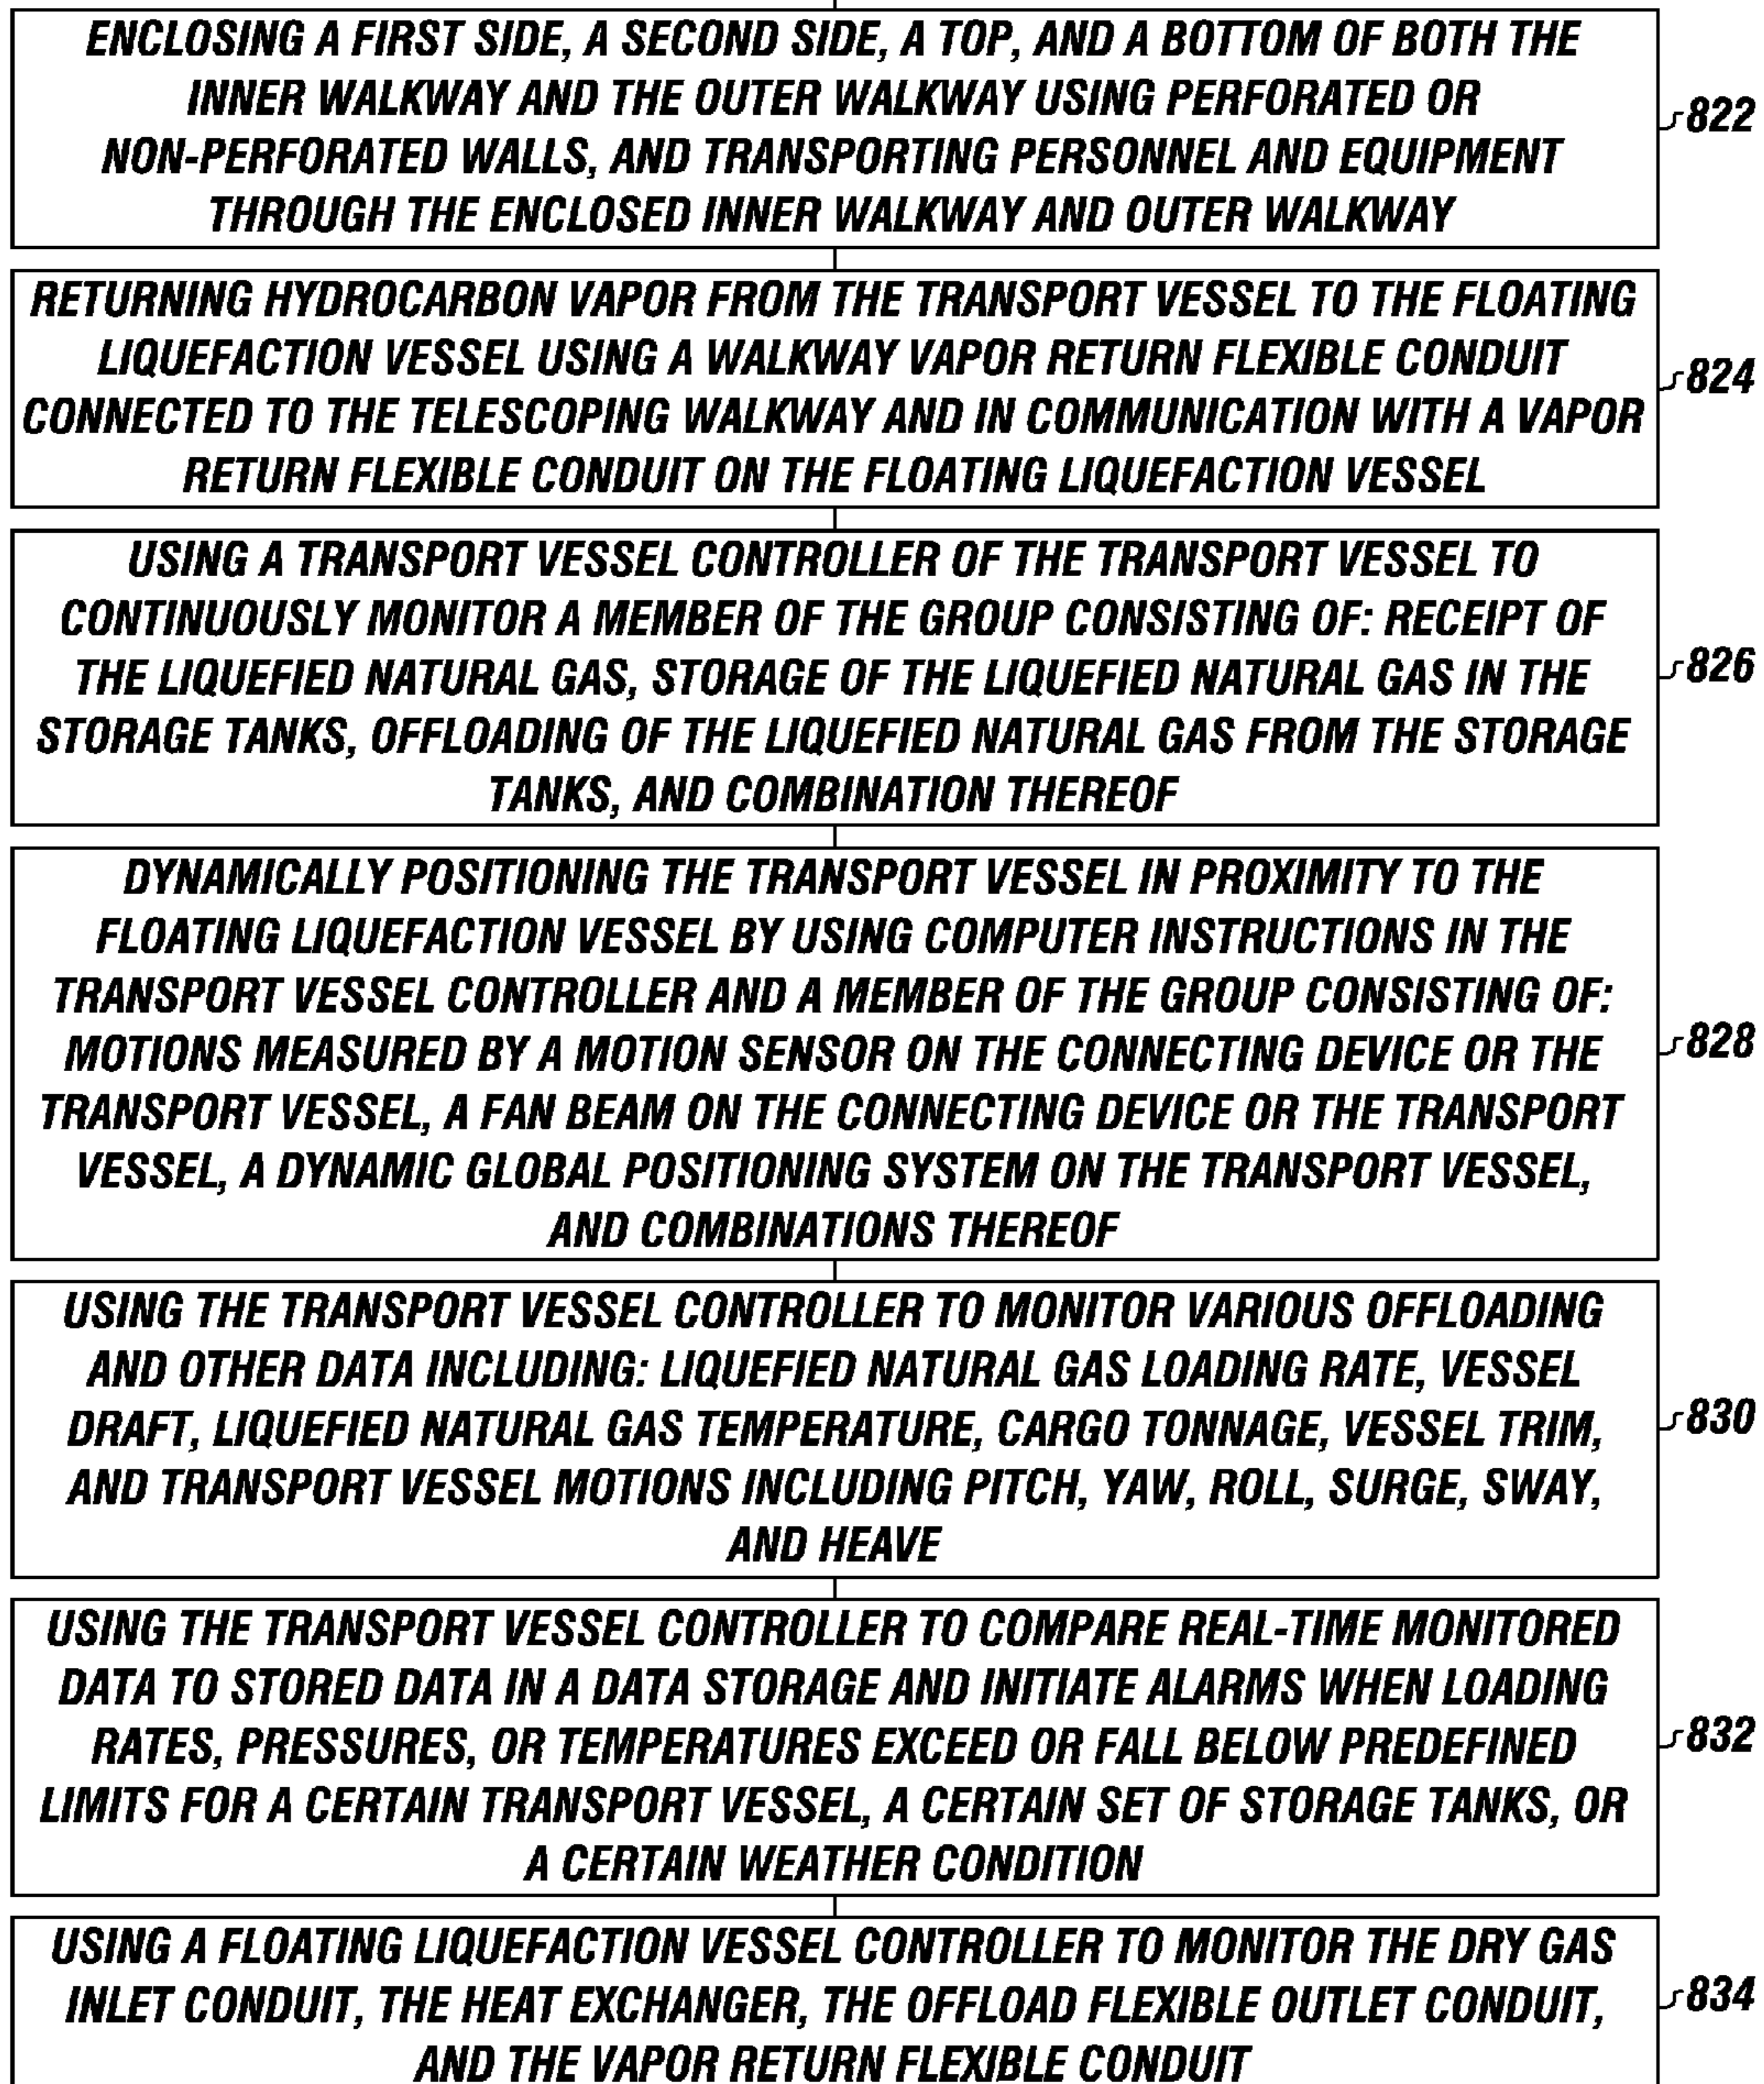 ENCLOSING A FIRST SIDE, A SECOND SIDE, A TOP, AND A BOTTOM OF BOTH THE
INNER WALKWAY AND THE OUTER WALKWAY USING PERFORATED OR
NON-PERFORATED WALLS, AND TRANSPORTING PERSONNEL AND EQUIPMENT
THROUGH THE ENCLOSED INNER WALKWAY AND OUTER WALKWAY
822
RETURNING HYDROCARBON VAPOR FROM THE TRANSPORT VESSEL TO THE FLOATING
LIQUEFACTION VESSEL USING A WALKWAY VAPOR RETURN FLEXIBLE CONDUIT
CONNECTED TO THE TELESCOPING WALKWAY AND IN COMMUNICATION WITH A VAPOR
RETURN FLEXIBLE CONDUIT ON THE FLOATING LIQUEFACTION VESSEL
824
USING A TRANSPORT VESSEL CONTROLLER OF THE TRANSPORT VESSEL TO
CONTINUOUSLY MONITOR A MEMBER OF THE GROUP CONSISTING OF: RECEIPT OF
THE LIQUEFIED NATURAL GAS, STORAGE OF THE LIQUEFIED NATURAL GAS IN THE
STORAGE TANKS, OFFLOADING OF THE LIQUEFIED NATURAL GAS FROM THE STORAGE
TANKS, AND COMBINATION THEREOF
826
DYNAMICALLY POSITIONING THE TRANSPORT VESSEL IN PROXIMITY TO THE
FLOATING LIQUEFACTION VESSEL BY USING COMPUTER INSTRUCTIONS IN THE
TRANSPORT VESSEL CONTROLLER AND A MEMBER OF THE GROUP CONSISTING OF:
MOTIONS MEASURED BY A MOTION SENSOR ON THE CONNECTING DEVICE OR THE
TRANSPORT VESSEL, A FAN BEAM ON THE CONNECTING DEVICE OR THE TRANSPORT
VESSEL, A DYNAMIC GLOBAL POSITIONING SYSTEM ON THE TRANSPORT VESSEL,
AND COMBINATIONS THEREOF
828
USING THE TRANSPORT VESSEL CONTROLLER TO MONITOR VARIOUS OFFLOADING
AND OTHER DATA INCLUDING: LIQUEFIED NATURAL GAS LOADING RATE, VESSEL
DRAFT, LIQUEFIED NATURAL GAS TEMPERATURE, CARGO TONNAGE, VESSEL TRIM,
AND TRANSPORT VESSEL MOTIONS INCLUDING PITCH, YAW, ROLL, SURGE, SWAY,
AND HEAVE
830
USING THE TRANSPORT VESSEL CONTROLLER TO COMPARE REAL-TIME MONITORED
DATA TO STORED DATA IN A DATA STORAGE AND INITIATE ALARMS WHEN LOADING
RATES, PRESSURES, OR TEMPERATURES EXCEED OR FALL BELOW PREDEFINED
LIMITS FOR A CERTAIN TRANSPORT VESSEL, A CERTAIN SET OF STORAGE TANKS, OR
A CERTAIN WEATHER CONDITION
832
USING A FLOATING LIQUEFACTION VESSEL CONTROLLER TO MONITOR THE DRY GAS
INLET CONDUIT, THE HEAT EXCHANGER, THE OFFLOAD FLEXIBLE OUTLET CONDUIT,
AND THE VAPOR RETURN FLEXIBLE CONDUIT
834